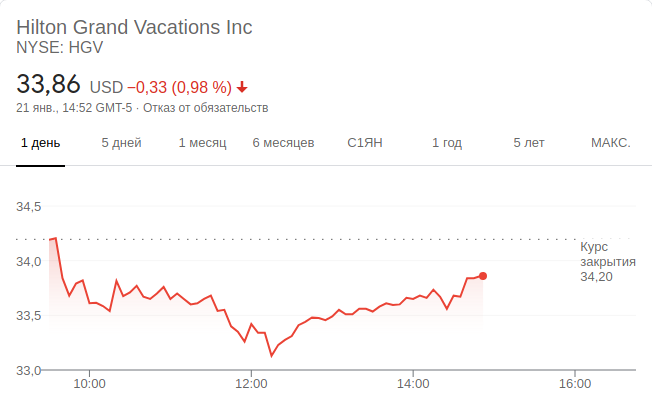 Hilton Grand Vacations Inc
NYSE: HGV
33,86 USD −0,33 (0,98 %)
21 янв., 14:52 GMT-5 · Отказ от обязательств
1 день 5 дней 1 месяц 6 месяцев С1ЯН 1 год 5 лет МАКС.
34,5
34,0
33,5
33,0
Курс
закрытия
34,20
10:00 12:00 14:00 16:00